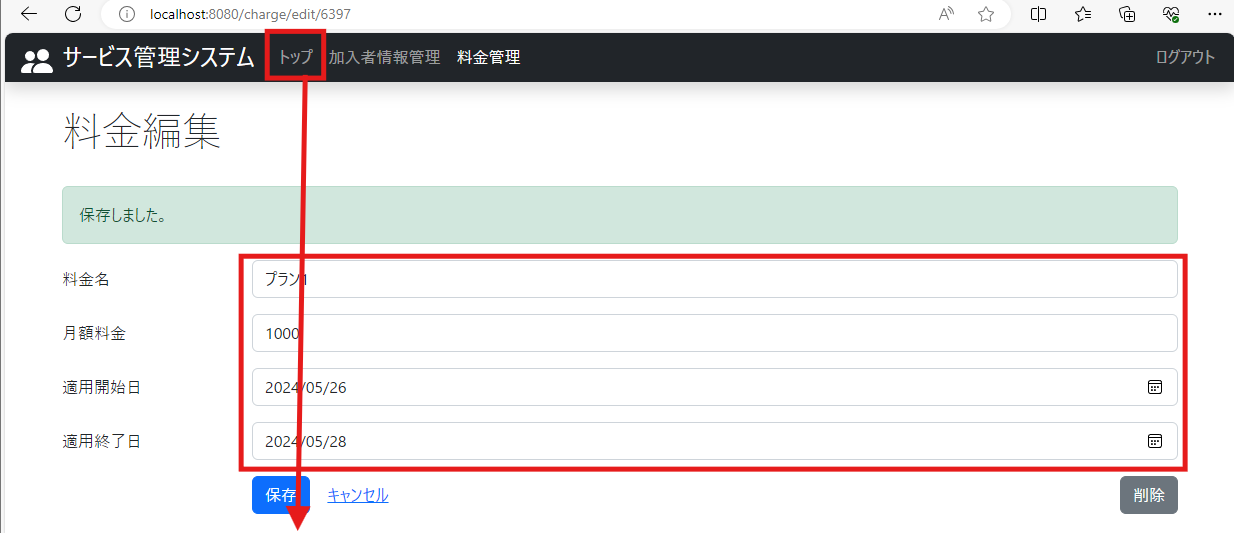 localhost:8080/charge/edit/6397
サービス管理システム トップ 加入者情報管理 料金管理 ログアウト
料金編集
保存しました。
料金名 プラン1
月額料金 1000
適用開始日 2024/05/26
適用終了日 2024/05/28
保存 キャンセル 削除